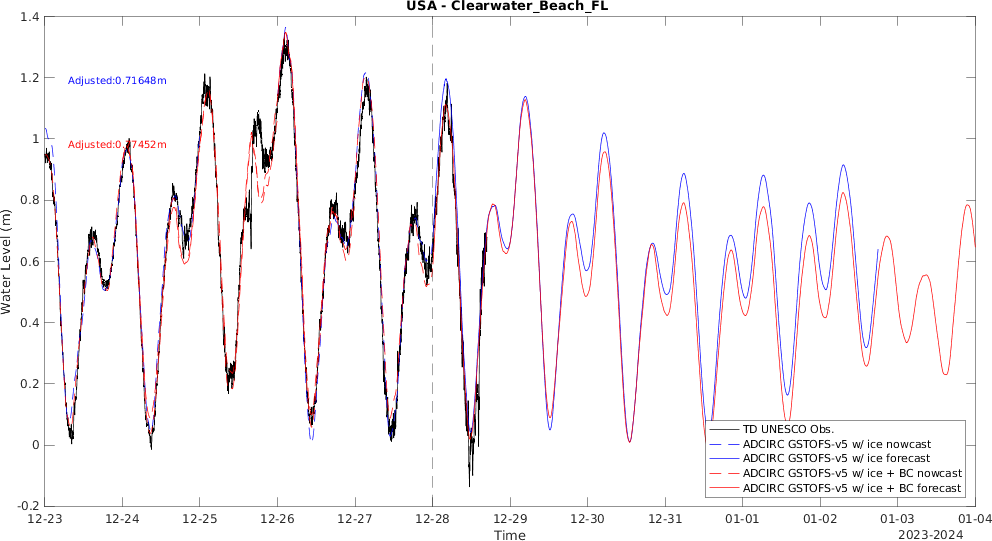 USA - Clearwater_Beach_FL
1.4
1.2
1
0.8
0.6
0.4
0.2
0
-0.2
Water Level (m)
Adjusted:0.71648m
12-23
12-24
12-25
12-26
12-27
12-28
12-29
12-30
12-31
01-01
01-02
01-03
01-04
Time
2023-2024
TD UNESCO Obs.
ADCIRC GSTOFS-v5 w/ ice nowcast
ADCIRC GSTOFS-v5 w/ ice forecast
ADCIRC GSTOFS-v5 w/ ice + BC nowcast
ADCIRC GSTOFS-v5 w/ ice + BC forecast